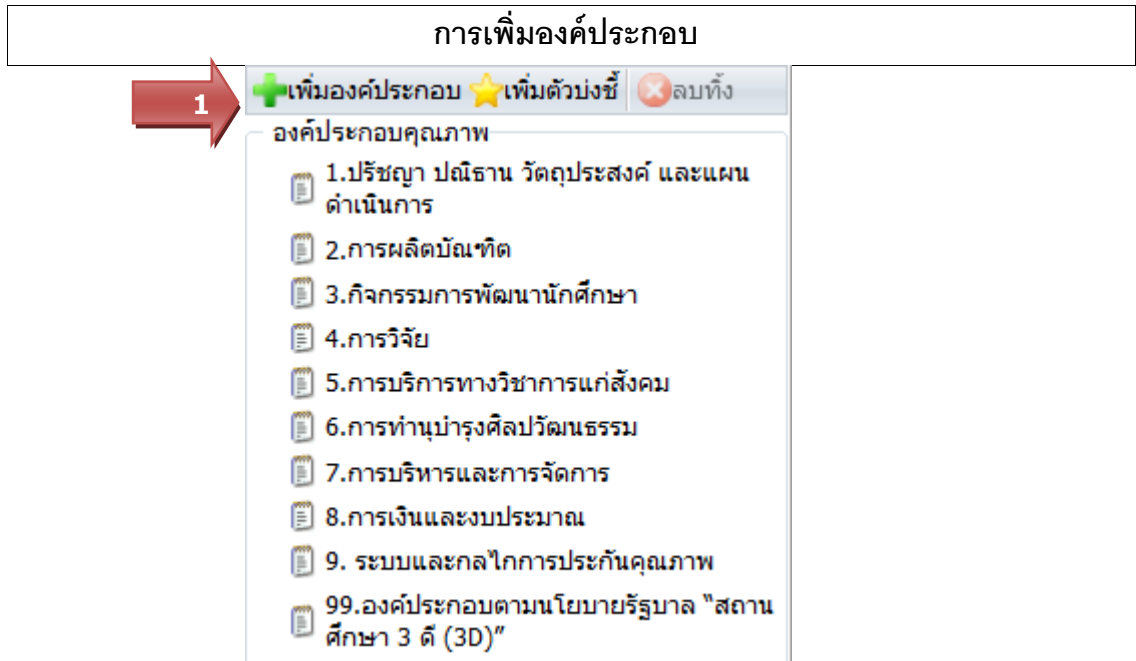 การเพิ่มองค์ประกอบ
1
เพิ่มองค์ประกอบ เพิ่มตัวบ่งชี้ ลบทิ้ง
องค์ประกอบคุณภาพ
1.ปรัชญา ปณิธาน วัตถุประสงค์ และแผน
ดำเนินการ
2.การผลิตบัณฑิต
3.กิจกรรมการพัฒนานักศึกษา
4.การวิจัย
5.การบริการทางวิชาการแก่สังคม
6.การทำนุบำรุงศิลปวัฒนธรรม
7.การบริหารและการจัดการ
8.การเงินและงบประมาณ
9. ระบบและกลไกการประกันคุณภาพ
99.องค์ประกอบตามนโยบายรัฐบาล "สถาน
ศึกษา 3 ดี (3D)"